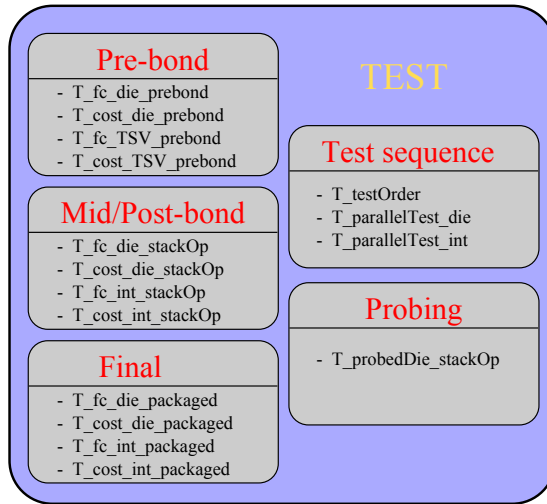 TEST
Pre-bond
- T_fc_die_prebond
- T_cost_die_prebond
- T_fc_TSV_prebond
- T_cost_TSV_prebond
Mid/Post-bond
- T_fc_die_stackOp
- T_cost_die_stackOp
- T_fc_int_stackOp
- T_cost_int_stackOp
Final
- T_fc_die_packaged
- T_cost_die_packaged
- T_fc_int_packaged
- T_cost_int_packaged
Test sequence
- T_testOrder
- T_parallelTest_die
- T_parallelTest_int
Probing
- T_probedDie_stackOp